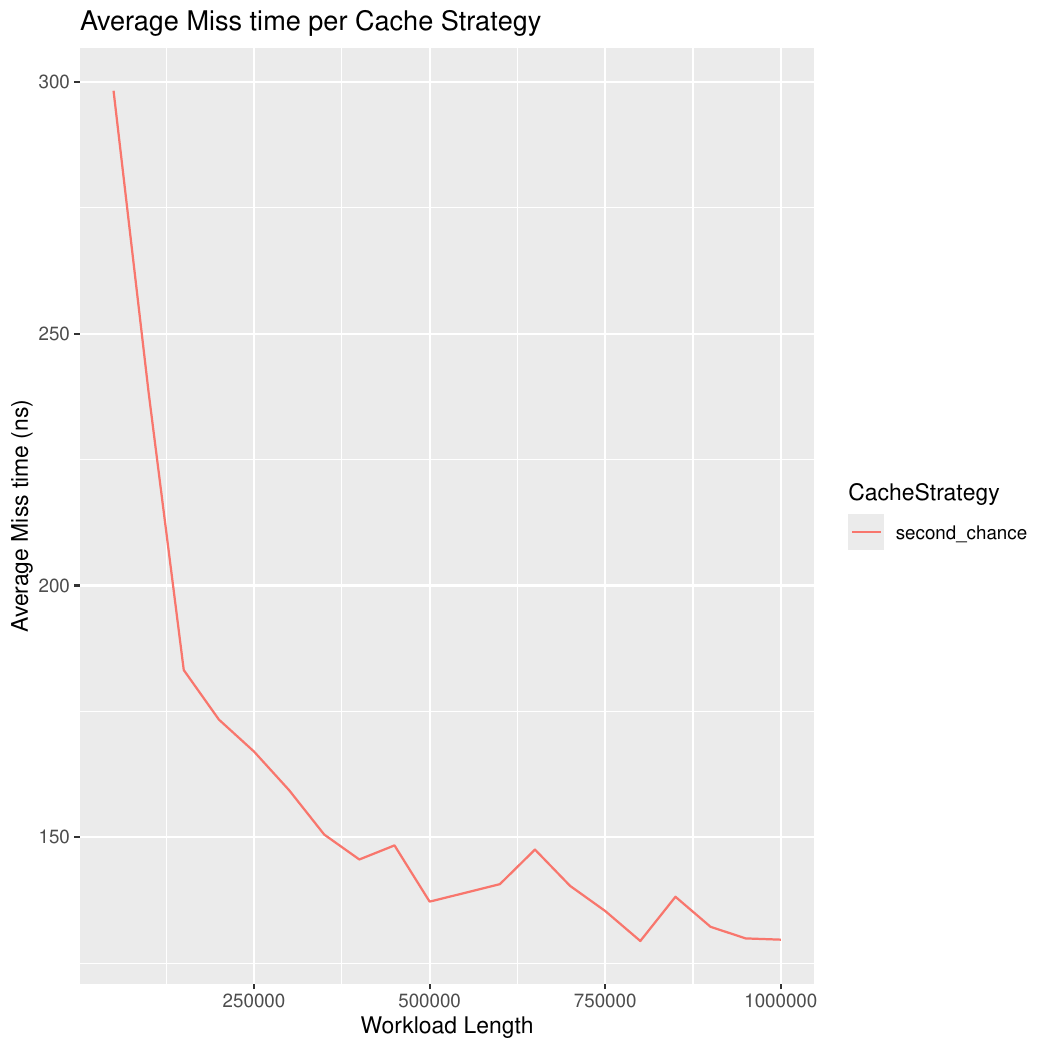 Average Miss time per Cache Strategy
Average Miss time (ns)
300
250
200
150
250000
500000
750000
1000000
Workload Length
CacheStrategy
second_chance